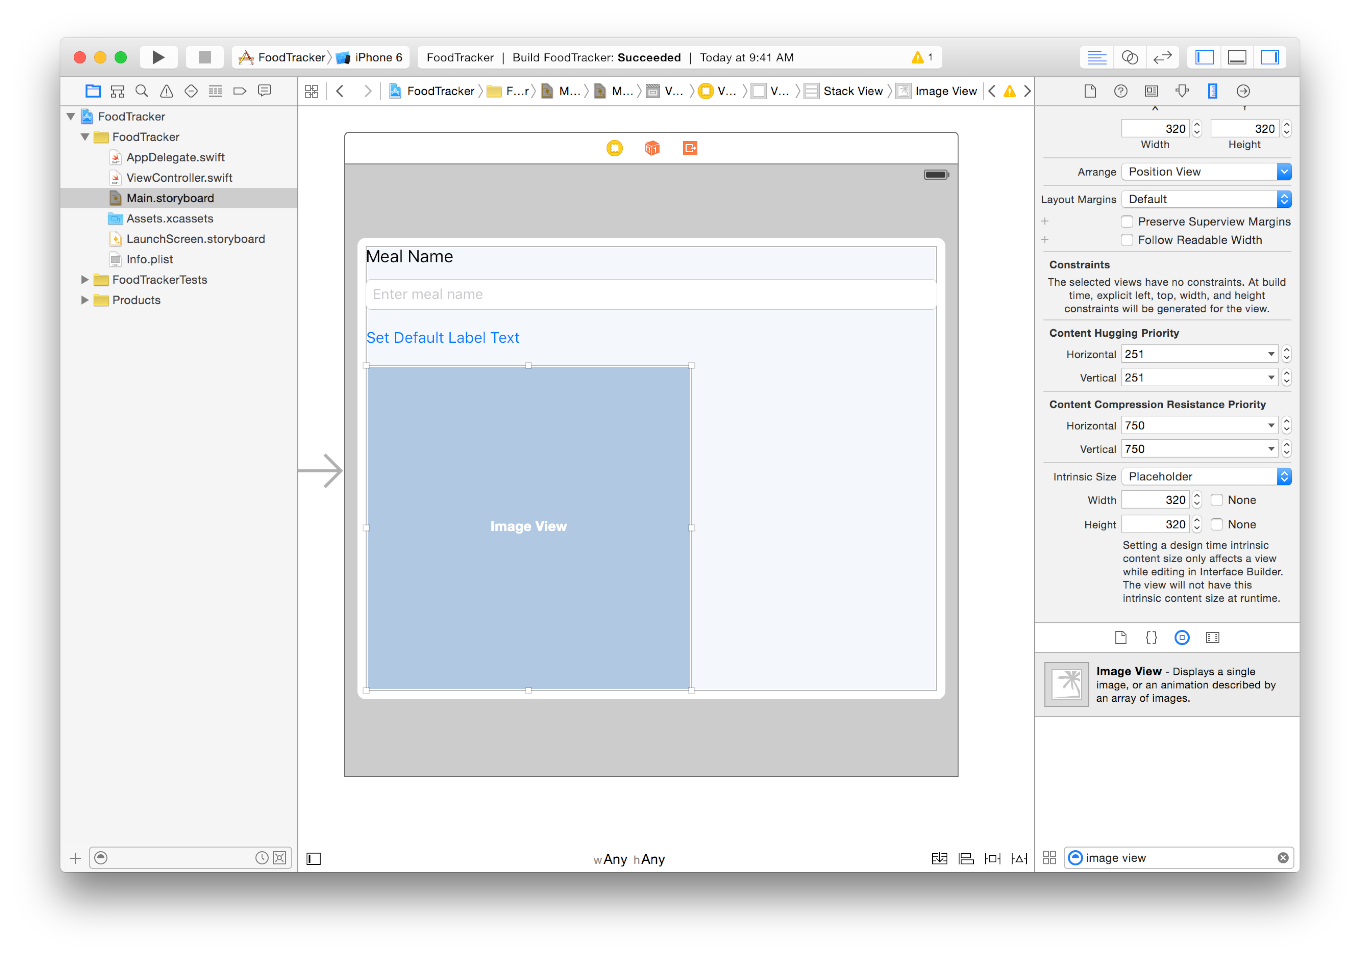 FoodTracker
iPhone 6
FoodTracker | Build FoodTracker: Succeeded | Today at 9:41 AM
1
FoodTracker
F...r
M...
M...
V...
V...
V...
Stack View
Image View
FoodTracker
FoodTracker
AppDelegate.swift
ViewController.swift
Main.storyboard
Assets.xcassets
LaunchScreen.storyboard
Info.plist
FoodTrackerTests
Products
Meal Name
Enter meal name
Set Default Label Text
Image View
wAny hAny
X Y
320 320
Width Height
Arrange Position View
Layout Margins Default
Preserve Superview Margins
Follow Readable Width
Constraints
The selected views have no constraints. At build
time, explicit left, top, width, and height
constraints will be generated for the view.
Content Hugging Priority
Horizontal 251
Vertical 251
Content Compression Resistance Priority
Horizontal 750
Vertical 750
Intrinsic Size Placeholder
Width 320 None
Height 320 None
Setting a design time intrinsic
content size only affects a view
while editing in Interface Builder.
The view will not have this
intrinsic content size at runtime.
Image View - Displays a single
image, or an animation described by
an array of images.
image view